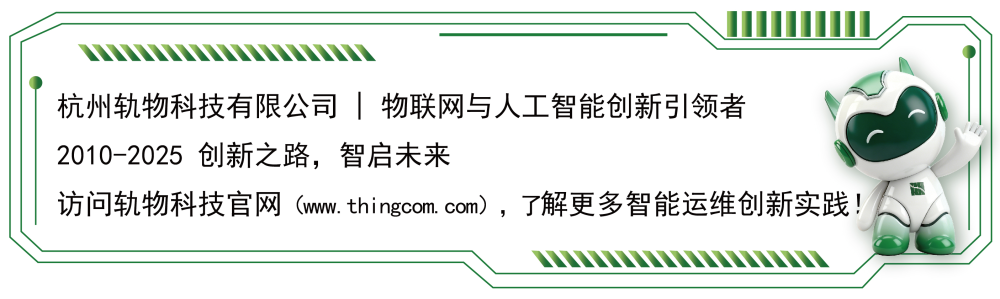 杭州轨物科技有限公司 | 物联网与人工智能创新引领者
2010-2025 创新之路，智启未来
访问轨物科技官网（www.thingcom.com），了解更多智能运维创新实践！